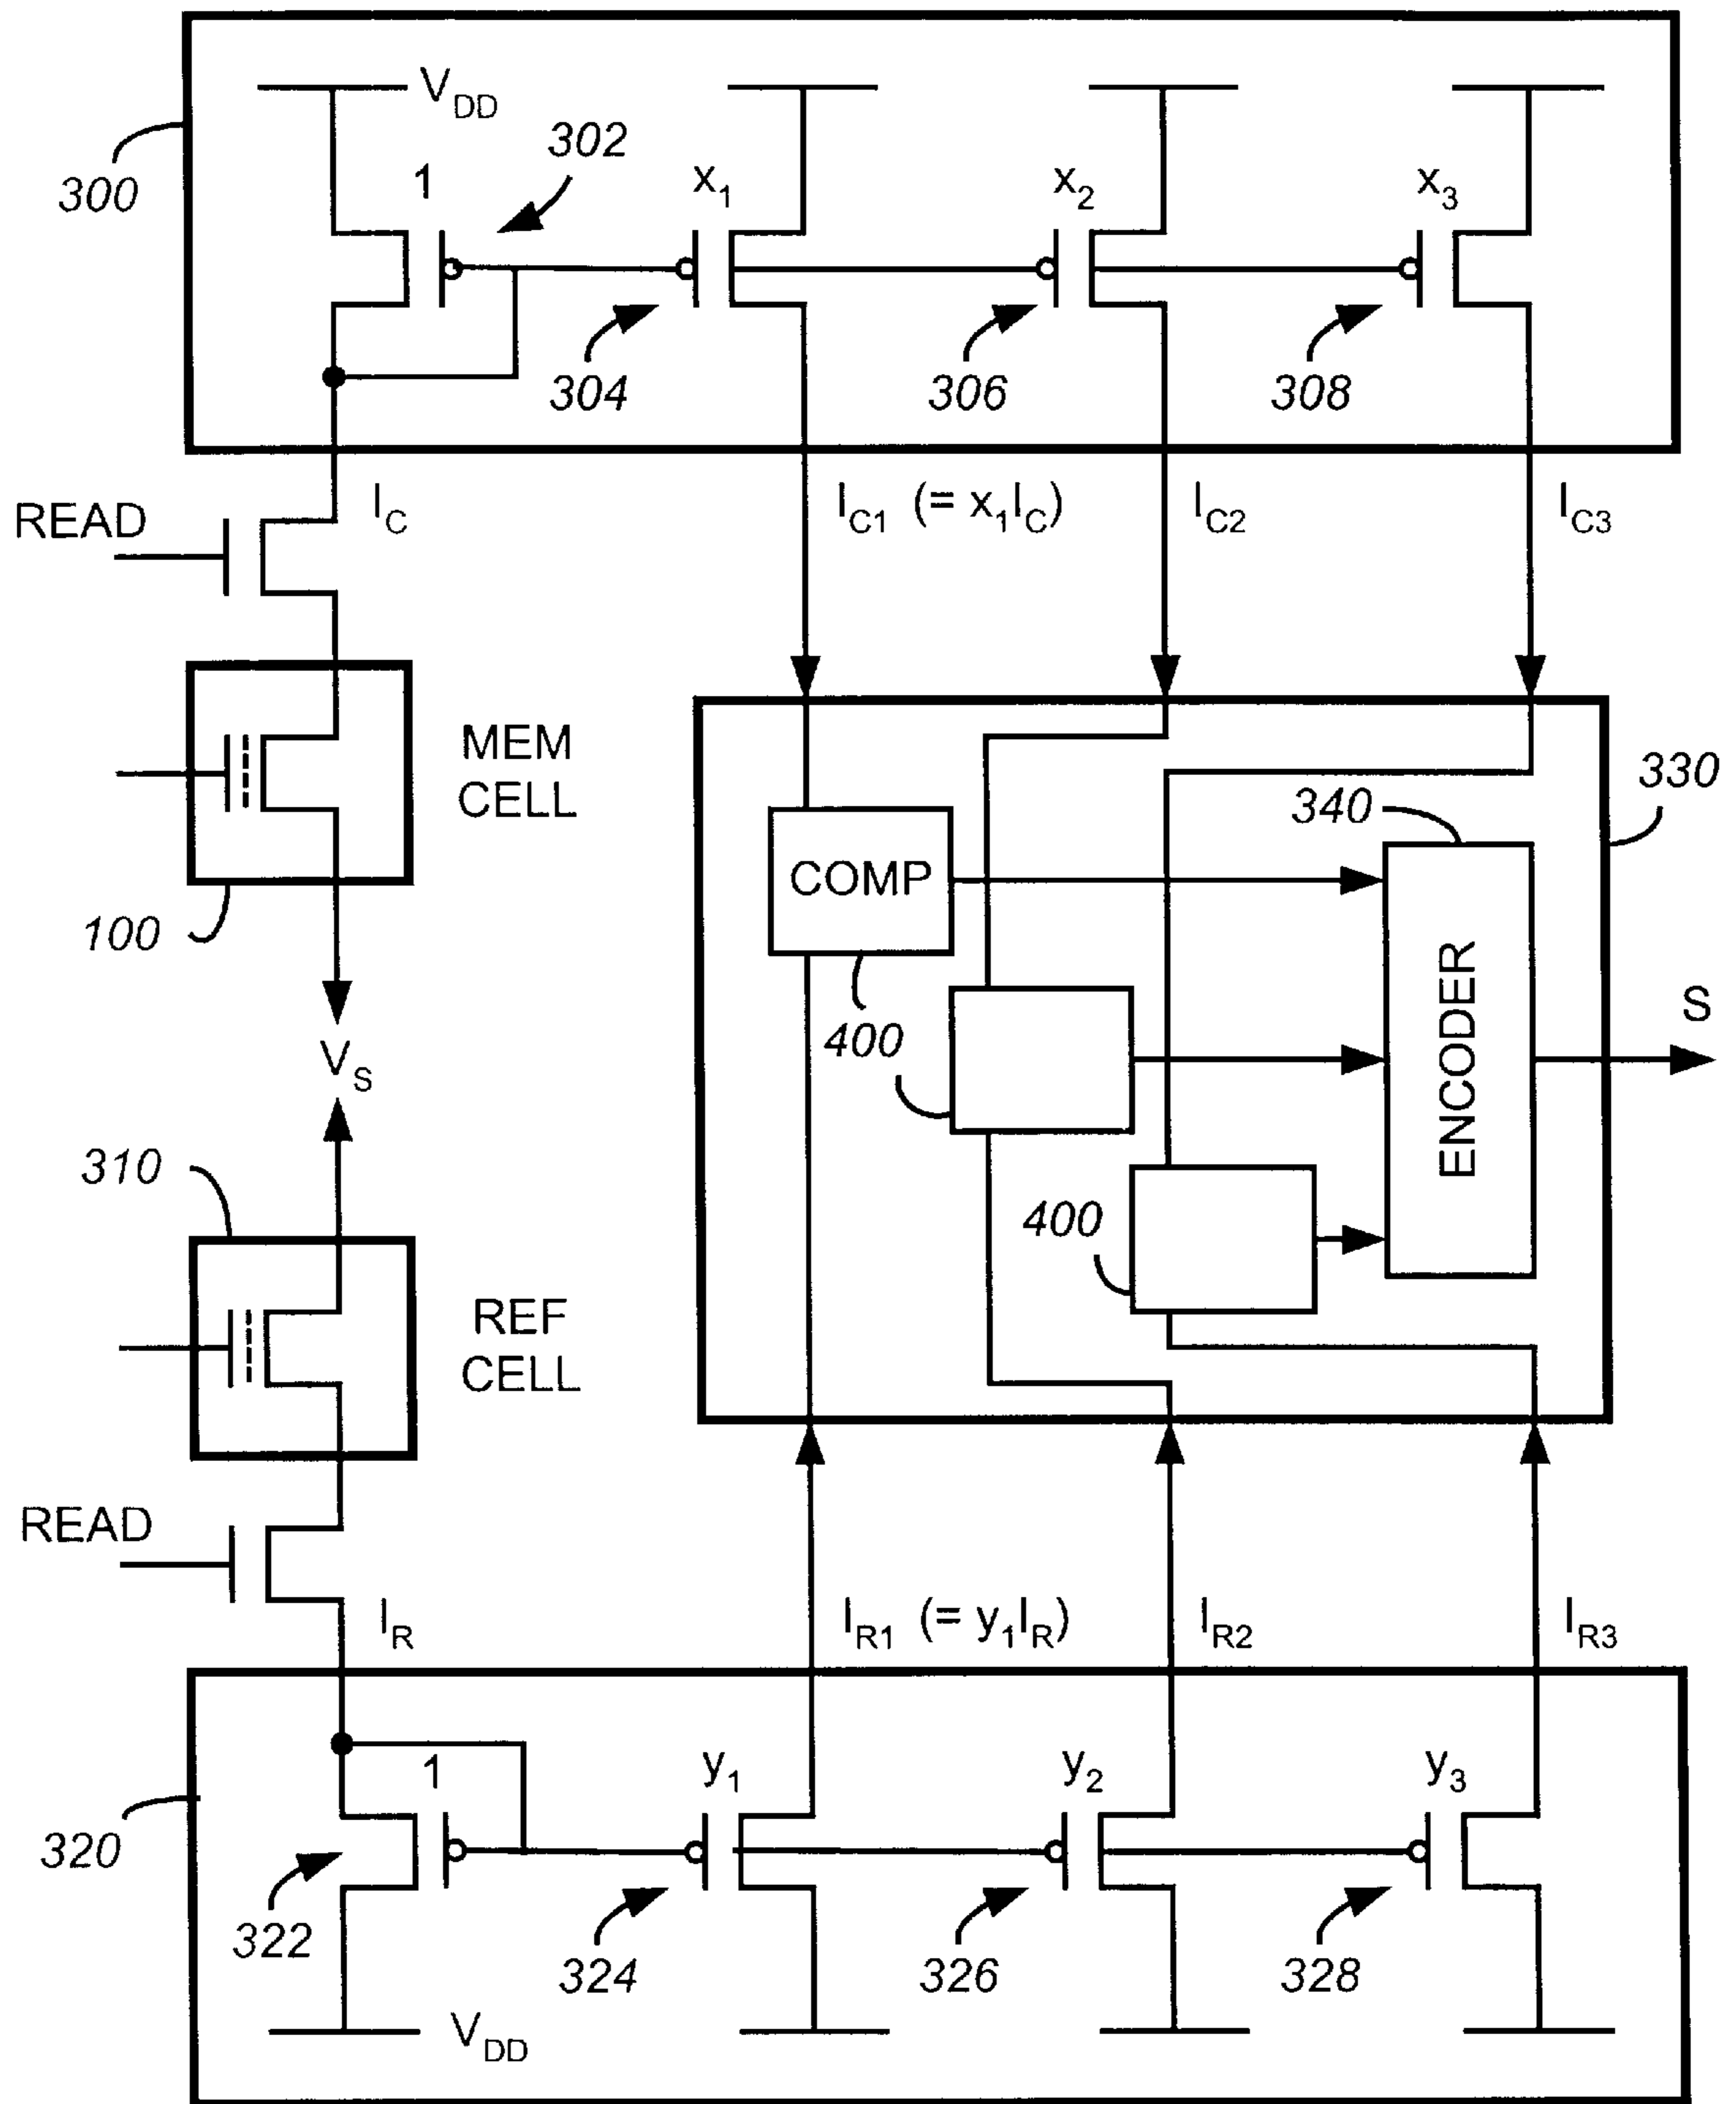 V_DD
302
300
1
x_1
x_2
x_3
304
306
308
READ
I_C
I_C1 (= x_1I_C)
I_C2
I_C3
MEM
CELL
330
340
COMP
100
400
ENCODER
S
V_S
310
400
REF
CELL
READ
I_R
I_R1 (= y_1I_R)
I_R2
I_R3
1
y_1
y_2
y_3
320
322
324
326
328
V_DD